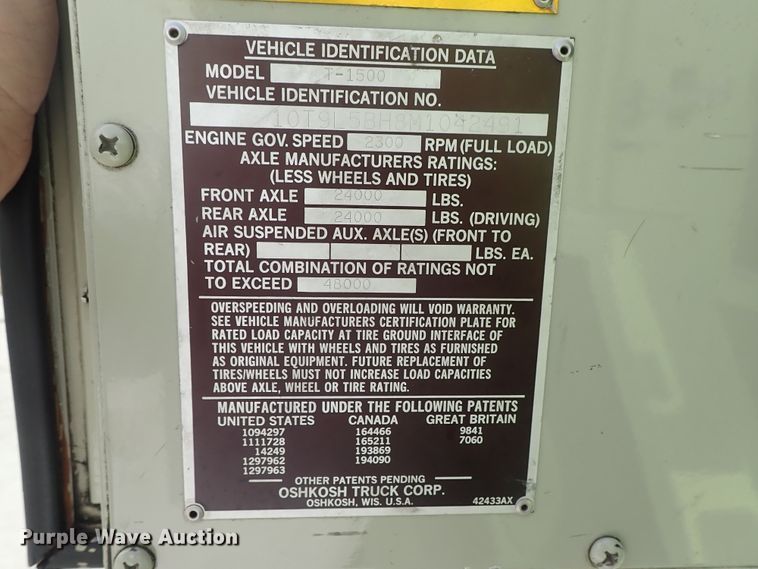 VEHICLE IDENTIFICATION DATA
MODEL T-1500
VEHICLE IDENTIFICATION NO.
10T9L5BH8M1042491
ENGINE GOV. SPEED 2300 RPM (FULL LOAD)
AXLE MANUFACTURERS RATINGS:
(LESS WHEELS AND TIRES)
FRONT AXLE 24000 LBS.
REAR AXLE 24000 LBS. (DRIVING)
AIR SUSPENDED AUX. AXLE(S) (FRONT TO
REAR) LBS. EA.
TOTAL COMBINATION OF RATINGS NOT
TO EXCEED 48000
OVERSPEEDING AND OVERLOADING WILL VOID WARRANTY.
SEE VEHICLE MANUFACTURERS CERTIFICATION PLATE FOR
RATED LOAD CAPACITY AT TIRE GROUND INTERFACE OF
THIS VEHICLE WITH WHEELS AND TIRES AS FURNISHED
AS ORIGINAL EQUIPMENT. FUTURE REPLACEMENT OF
TIRES/WHEELS MUST NOT INCREASE LOAD CAPACITIES
ABOVE AXLE, WHEEL OR TIRE RATING.
MANUFACTURED UNDER THE FOLLOWING PATENTS
UNITED STATES CANADA GREAT BRITAIN
1094297 164466 9841
1111728 165211 7060
14249 193869
1297962 194090
1297963
OTHER PATENTS PENDING
OSHKOSH TRUCK CORP.
OSHKOSH, WIS. U.S.A. 42433AX
Purple Wave Auction